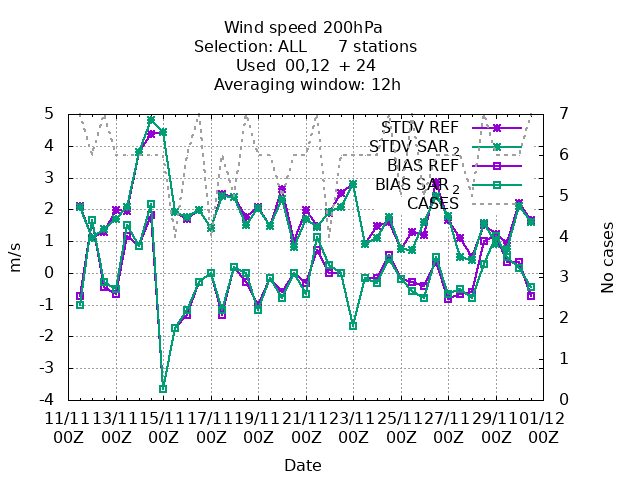 Wind speed 200hPa
Selection: ALL 7 stations
Used 00,12 + 24
Averaging window: 12h
5 7
4 6
3 5
2 4
1 3
0 2
-1 1
-2 0
-3
-4
STDV REF
STDV SAR2
BIAS REF
BIAS SAR2
CASES
m/s
No cases
11/11 13/11 15/11 17/11 19/11 21/11 23/11 25/11 27/11 29/11 01/12
00Z 00Z 00Z 00Z 00Z 00Z 00Z 00Z 00Z 00Z 00Z
Date